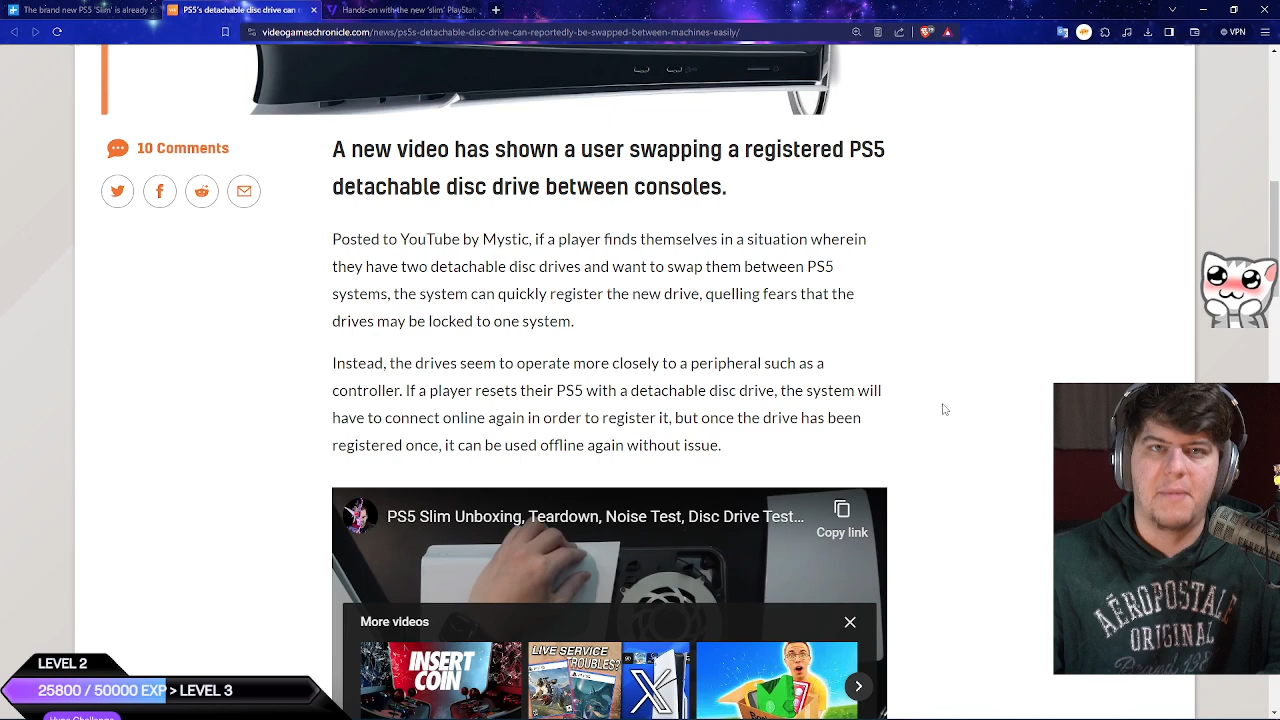 The brand new PS5 'Slim' is already di
PS5's detachable disc drive can r
Hands-on with the new 'slim' PlaySta
videogameschronicle.com/news/ps5s-detachable-disc-drive-can-reportedly-be-swapped-between-machines-easily/
VPN
10 Comments
A new video has shown a user swapping a registered PS5
detachable disc drive between consoles.
Posted to YouTube by Mystic, if a player finds themselves in a situation wherein
they have two detachable disc drives and want to swap them between PS5
systems, the system can quickly register the new drive, quelling fears that the
drives may be locked to one system.
Instead, the drives seem to operate more closely to a peripheral such as a
controller. If a player resets their PS5 with a detachable disc drive, the system will
have to connect online again in order to register it, but once the drive has been
registered once, it can be used offline again without issue.
PS5 Slim Unboxing, Teardown, Noise Test, Disc Drive Test...
Copy link
More videos
INSERT
COIN
LIVE SERVICE
TROUBLES?
AÉROPOSTALE
ORIGINAL
LEVEL 2
25800 / 50000 EXP > LEVEL 3
Hype Challenge